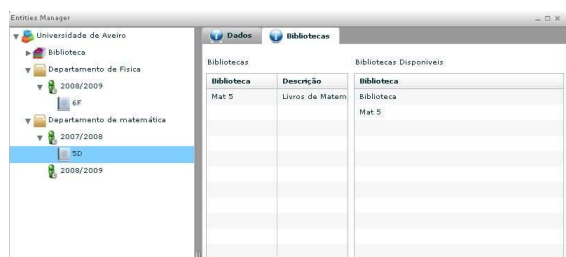 Entities Manager
Universidade de Aveiro
Biblioteca
Departamento de Fisica
2008/2009
6F
Departamento de matemática
2007/2008
5D
2008/2009
Dados
Bibliotecas
Bibliotecas
Biblioteca
Descrição
Mat 5
Livros de Matem
Bibliotecas Disponiveis
Biblioteca
Biblioteca
Mat 5